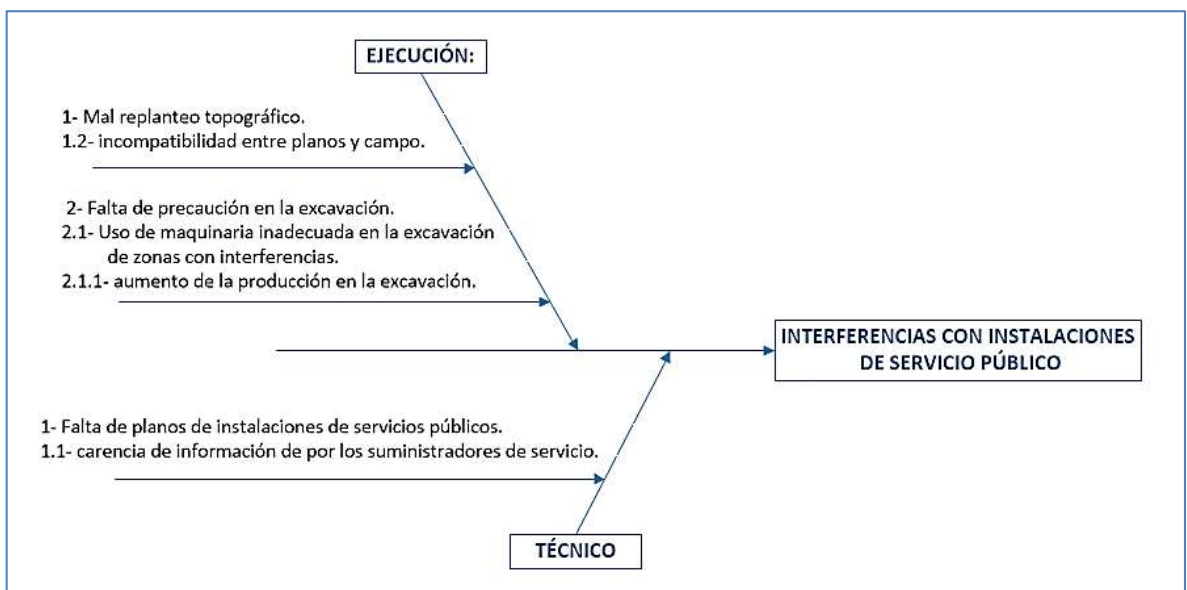 EJECUCIÓN:
1- Mal replanteo topográfico.
1.2- incompatibilidad entre planos y campo.
2- Falta de precaución en la excavación.
2.1- Uso de maquinaria inadecuada en la excavación
de zonas con interferencias.
2.1.1- aumento de la producción en la excavación.
INTERFERENCIAS CON INSTALACIONES
DE SERVICIO PÚBLICO
1- Falta de planos de instalaciones de servicios públicos.
1.1- carencia de información de por los suministradores de servicio.
TÉCNICO